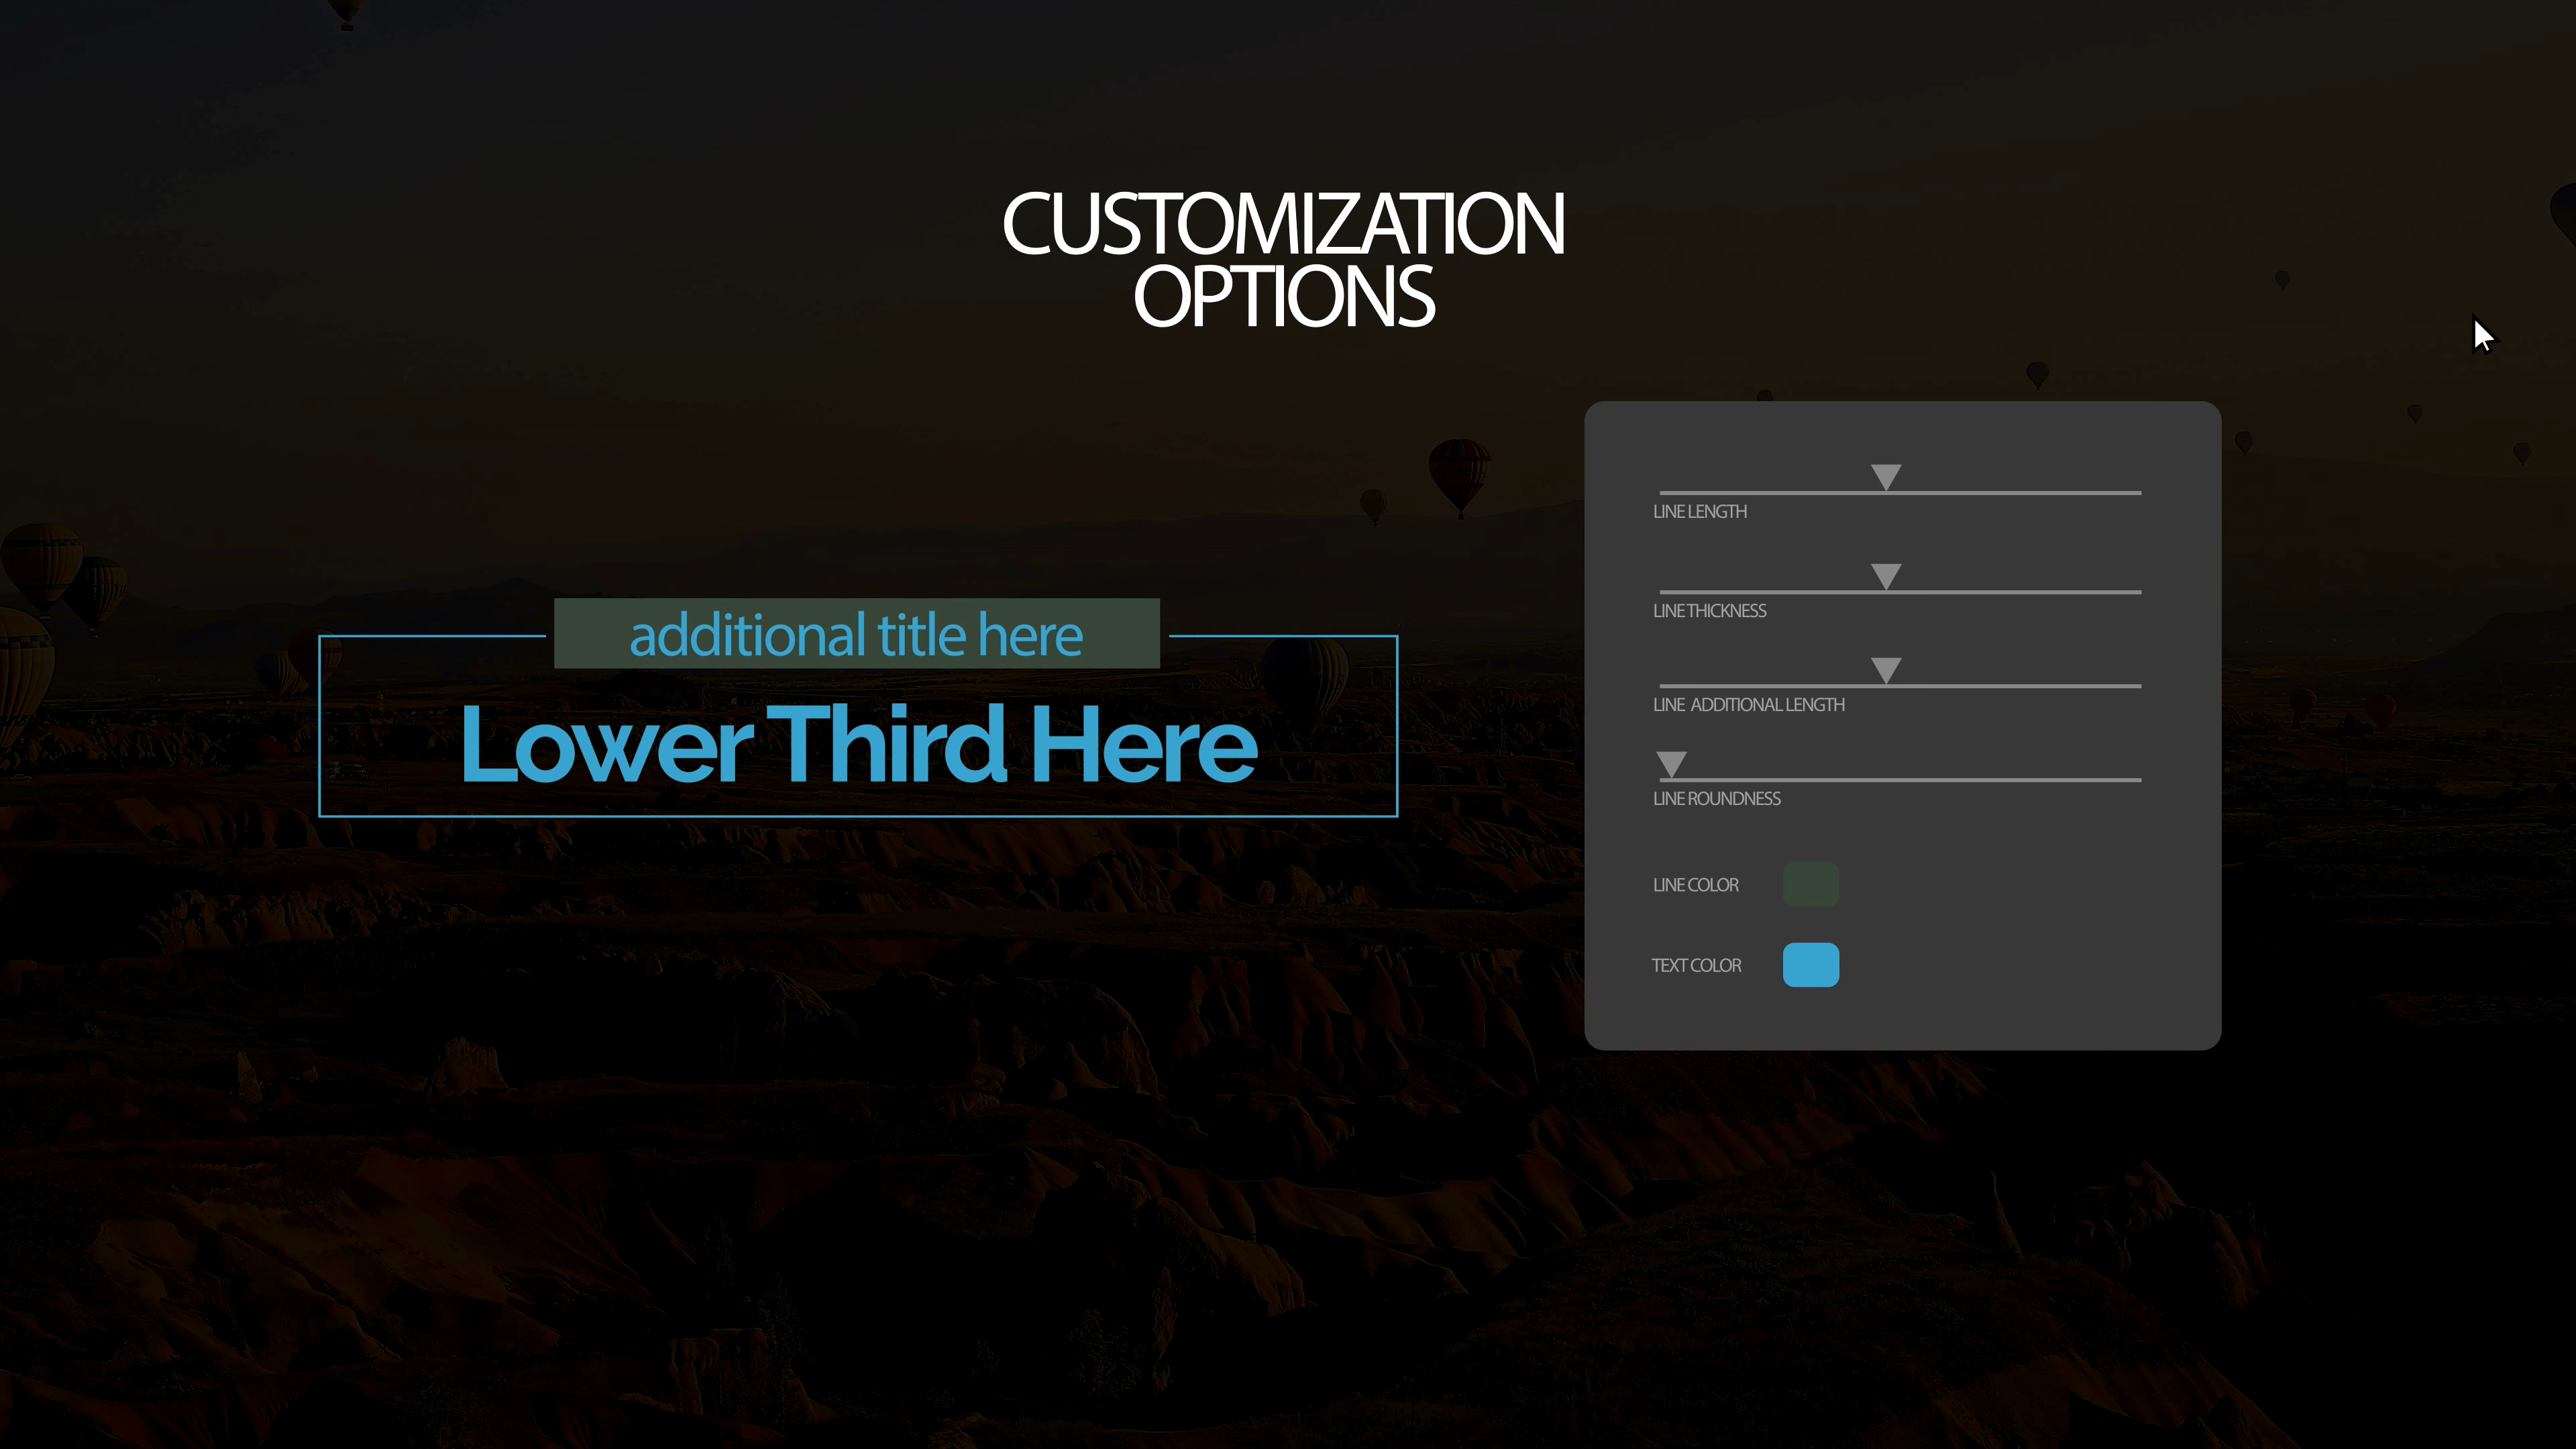 CUSTOMIZATION
OPTIONS
additional title here
Lower Third Here
LINE LENGTH
LINE THICKNESS
LINE ADDITIONAL LENGTH
LINE ROUNDNESS
LINE COLOR
TEXT COLOR